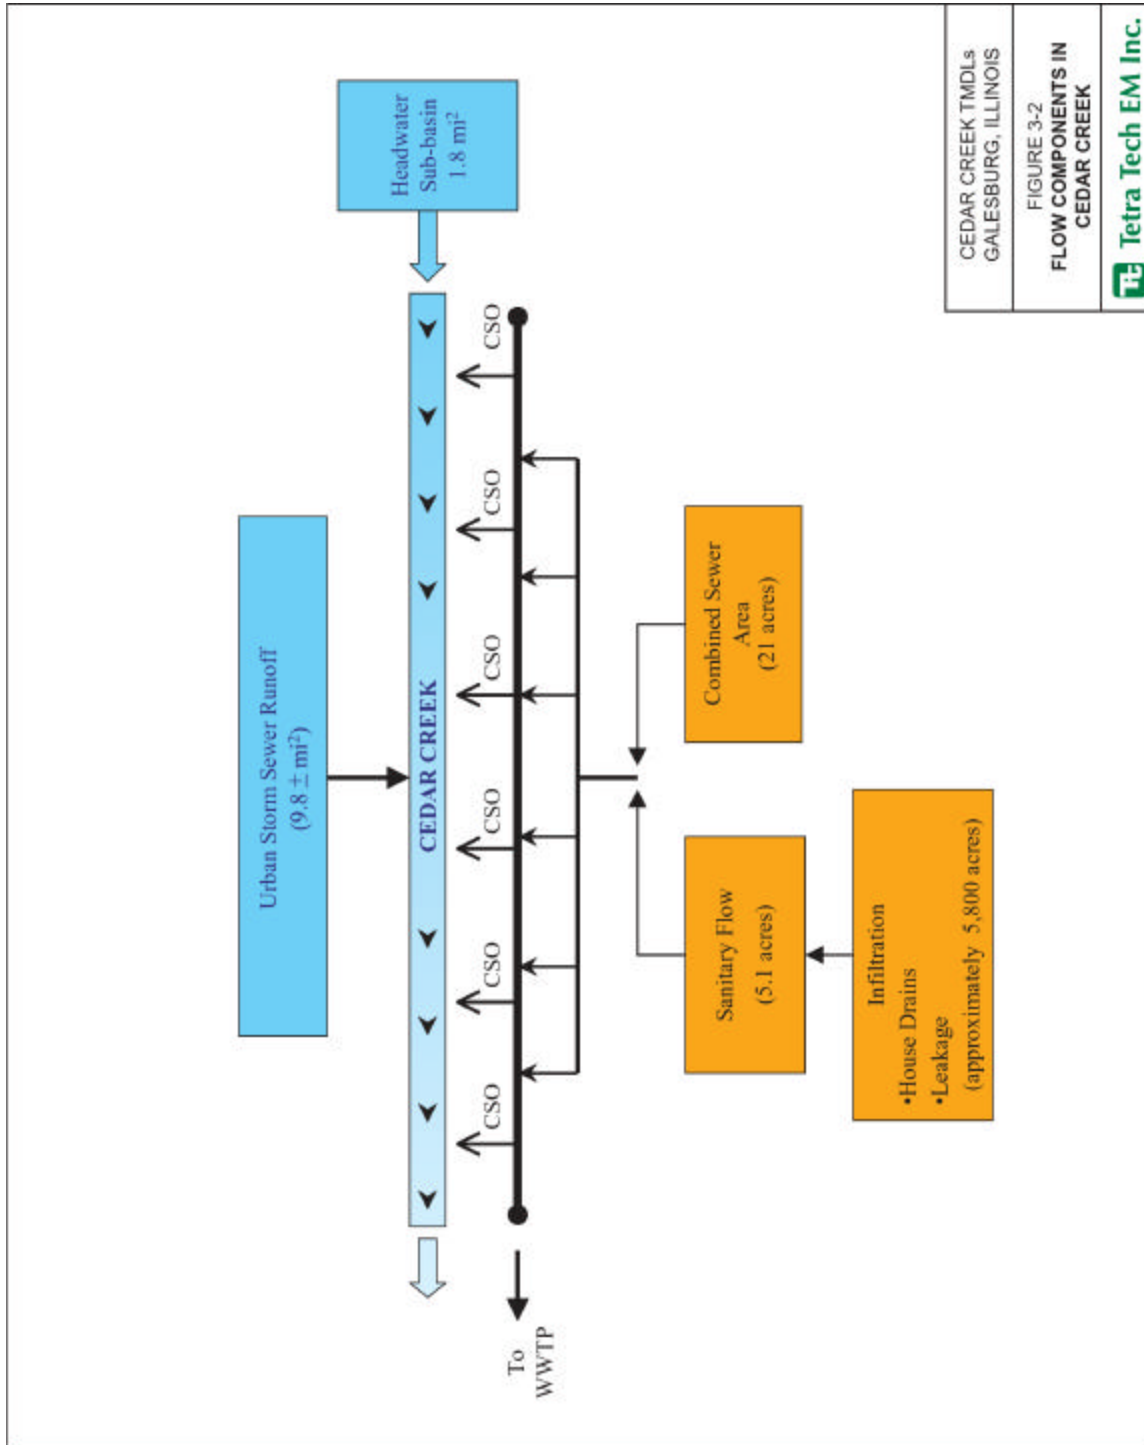 Urban Storm Sewer Runoff
(9.8 ± mi²)
Headwater
Sub-basin
1.8 mi²
CEDAR CREEK
CSO
CSO
CSO
CSO
CSO
CSO
To
WWTP
Sanitary Flow
(5.1 acres)
Combined Sewer
Area
(21 acres)
Infiltration
•House Drains
•Leakage
(approximately 5,800 acres)
CEDAR CREEK TMDLs
GALESBURG, ILLINOIS
FIGURE 3-2
FLOW COMPONENTS IN
CEDAR CREEK
Tt Tetra Tech EM Inc.